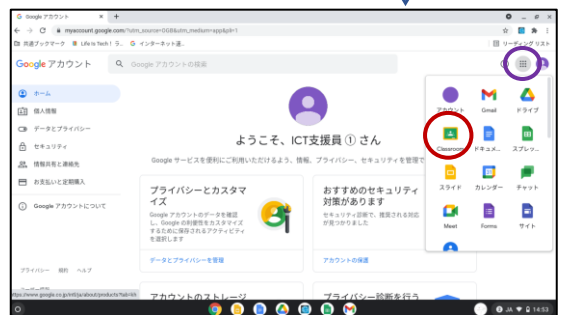 Google アカウント
myaccount.google.com/?utm_source=OGB&utm_medium=app&pli=1
共通ブックマーク
Life is Tech ! ラ...
インターネット速...
リーディング リスト
Google アカウント
Google アカウントの検索
ホーム
個人情報
データとプライバシー
セキュリティ
情報共有と連絡先
お支払いと定期購入
Google アカウントについて
プライバシー 規約 ヘルプ
ようこそ、ICT支援員 ① さん
Google サービスを便利にご利用いただけるよう、情報、プライバシー、セキュリティを管理で
プライバシーとカスタマ
イズ
Google アカウントのデータを確認
し、Google の利便性をカスタマイズ
するために保存されるアクティビティ
を選択します
データとプライバシーを管理
おすすめのセキュリティ
対策があります
セキュリティ診断で、推奨される対応
が見つかりました
アカウントの保護
アカウントのストレージ
プライバシー診断を行う
アカウント
Gmail
ドライブ
Classroom
ドキュメ...
スプレッ...
スライド
カレンダー
チャット
Meet
Forms
サイト
JA
14:53